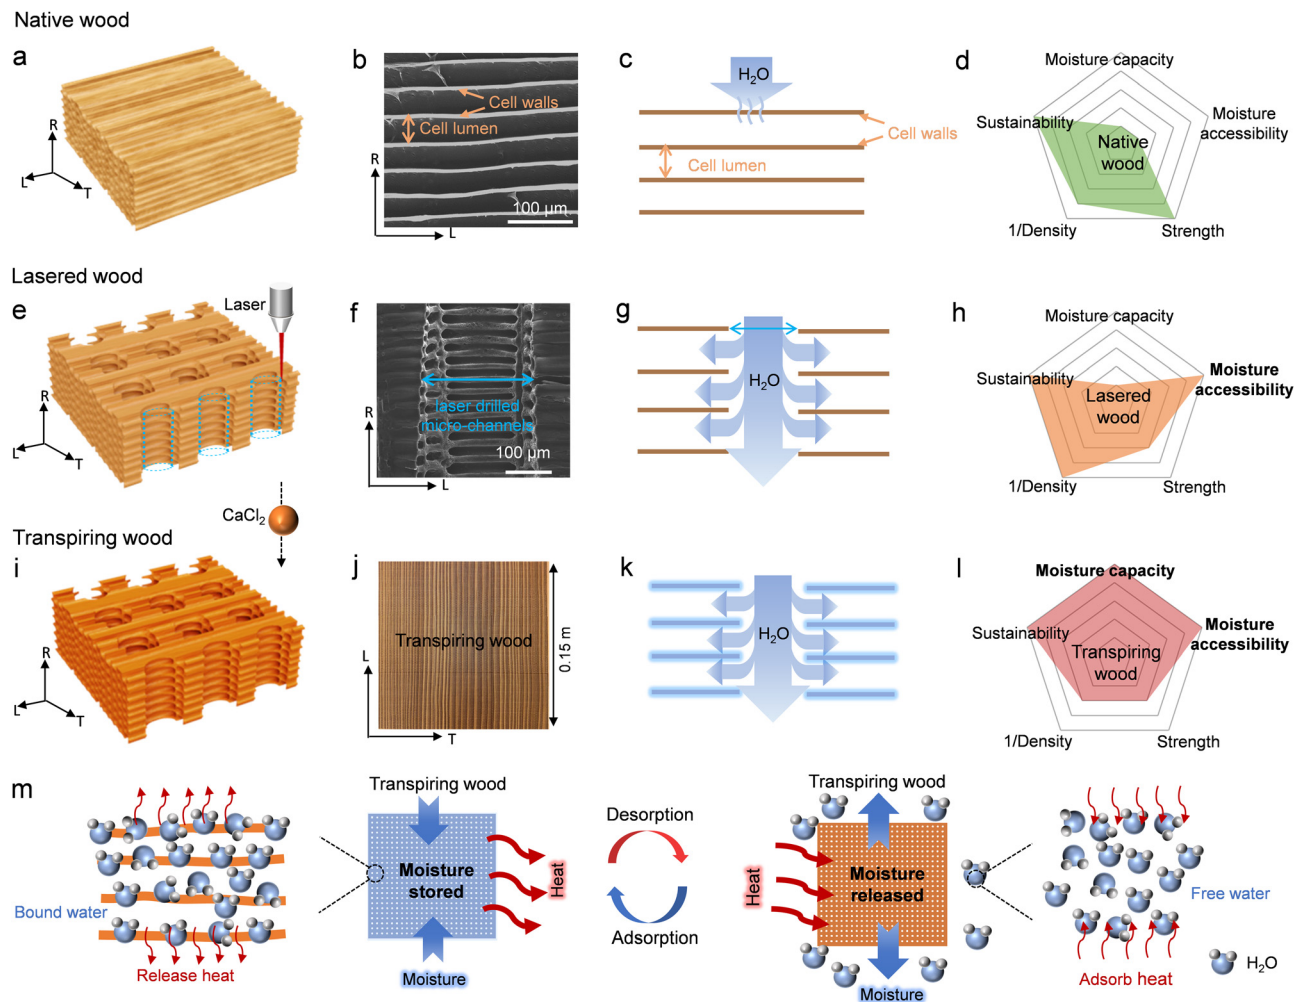 Native wood
a
R
L
T
b
Cell walls
Cell lumen
100 µm
R
L
c
H2O
Cell walls
Cell lumen
d
Moisture capacity
Sustainability
Moisture
accessibility
Native
wood
1/Density
Strength
Lasered wood
e
Laser
R
L
T
f
laser drilled
micro-channels
100 µm
R
L
g
H2O
h
Moisture capacity
Sustainability
Moisture
accessibility
Lasered
wood
1/Density
Strength
CaCl2
Transpiring wood
i
R
L
T
j
Transpiring wood
0.15 m
L
T
k
H2O
l
Moisture capacity
Sustainability
Moisture
accessibility
Transpiring
wood
1/Density
Strength
m
Bound water
Release heat
Transpiring wood
Moisture
stored
Heat
Moisture
Desorption
Adsorption
Transpiring wood
Heat
Moisture
released
Moisture
Free water
Adsorb heat
H2O